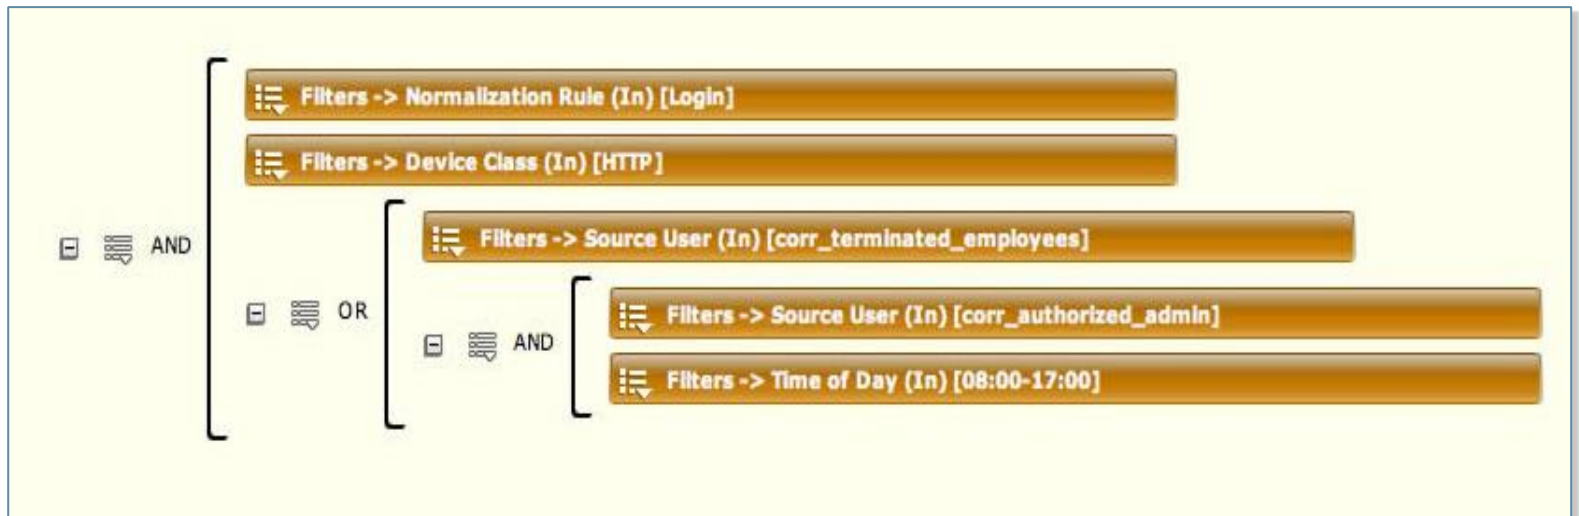 Filters -> Normalization Rule (In) [Login]
Filters -> Device Class (In) [HTTP]
AND
Filters -> Source User (In) [corr_terminated_employees]
OR
Filters -> Source User (In) [corr_authorized_admin]
AND
Filters -> Time of Day (In) [08:00-17:00]